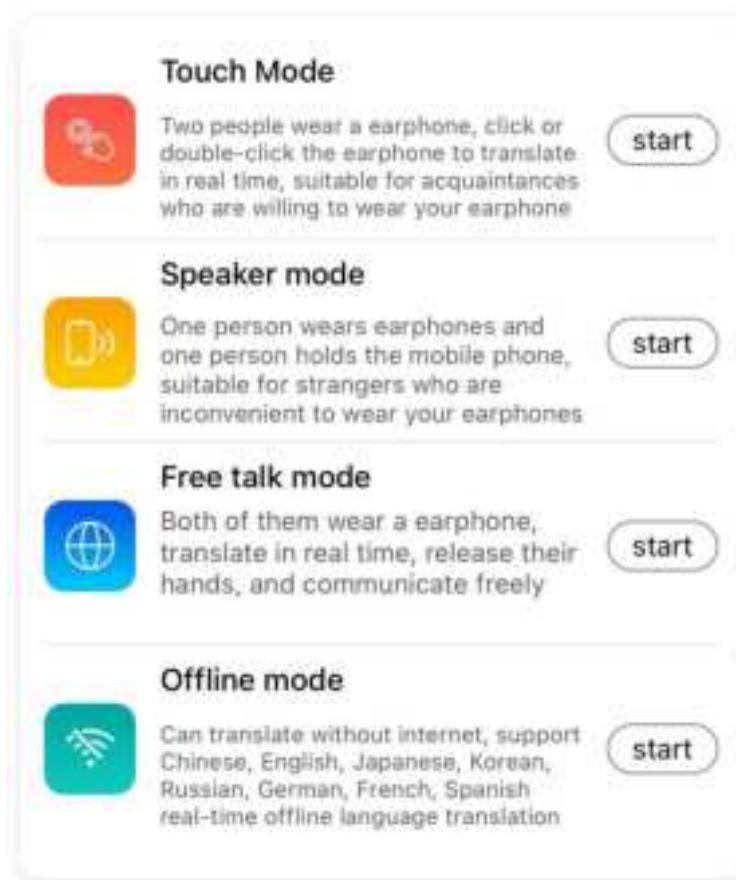 Touch Mode
Two people wear a earphone, click or
double-click the earphone to translate
in real time, suitable for acquaintances
who are willing to wear your earphone
start
Speaker mode
One person wears earphones and
one person holds the mobile phone,
suitable for strangers who are
inconvenient to wear your earphones
start
Free talk mode
Both of them wear a earphone,
translate in real time, release their
hands, and communicate freely
start
Offline mode
Can translate without internet, support
Chinese, English, Japanese, Korean,
Russian, German, French, Spanish
real-time offline language translation
start